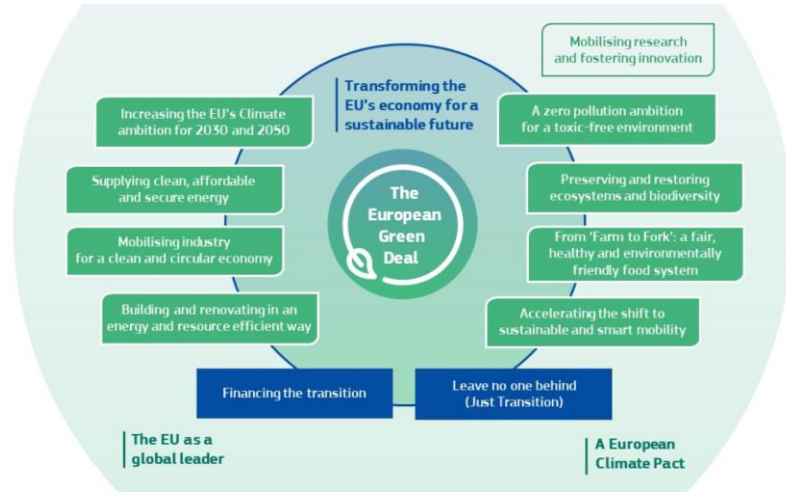 Mobilising research
and fostering innovation
Transforming the
EU's economy for a
sustainable future
Increasing the EU's Climate
ambition for 2030 and 2050
A zero pollution ambition
for a toxic-free environment
Supplying clean, affordable
and secure energy
The
European
Green
Deal
Preserving and restoring
ecosystems and biodiversity
Mobilising industry
for a clean and circular economy
From 'Farm to Fork': a fair,
healthy and environmentally
friendly food system
Building and renovating in an
energy and resource efficient way
Accelerating the shift to
sustainable and smart mobility
Financing the transition
Leave no one behind
(Just Transition)
The EU as a
global leader
A European
Climate Pact